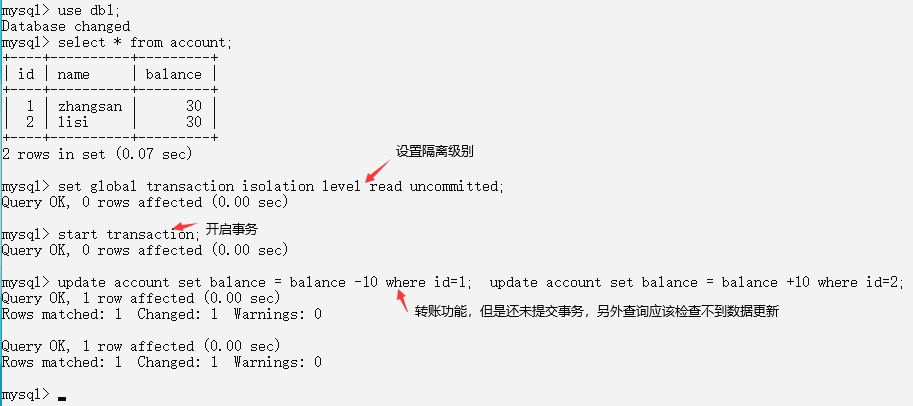 mysql> use db1;
Database changed
mysql> select * from account;
+----+----------+---------+
| id | name     | balance |
+----+----------+---------+
|  1 | zhangsan |      30 |
|  2 | lisi     |      30 |
+----+----------+---------+
2 rows in set (0.07 sec)
设置隔离级别
mysql> set global transaction isolation level read uncommitted;
Query OK, 0 rows affected (0.00 sec)
mysql> start transaction; 开启事务
Query OK, 0 rows affected (0.00 sec)
mysql> update account set balance = balance -10 where id=1;  update account set balance = balance +10 where id=2;
Query OK, 1 row affected (0.00 sec)
Rows matched: 1  Changed: 1  Warnings: 0 转账功能，但是还未提交事务，另外查询应该检查不到数据更新
Query OK, 1 row affected (0.00 sec)
Rows matched: 1  Changed: 1  Warnings: 0
mysql>